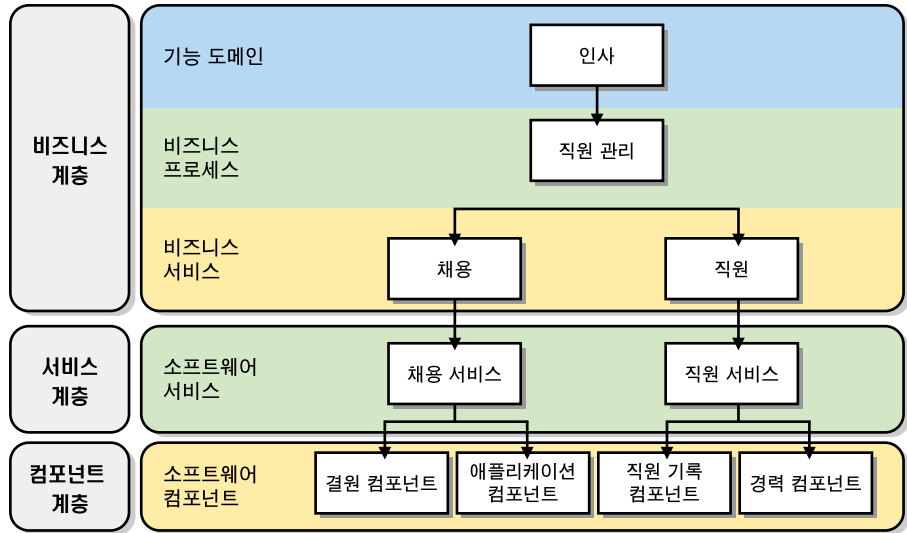 비즈니스
계층
기능 도메인
인사
비즈니스
프로세스
직원 관리
비즈니스
서비스
채용
직원
서비스
계층
소프트웨어
서비스
채용 서비스
직원 서비스
컴포넌트
계층
소프트웨어
컴포넌트
결원 컴포넌트
애플리케이션
컴포넌트
직원 기록
컴포넌트
경력 컴포넌트